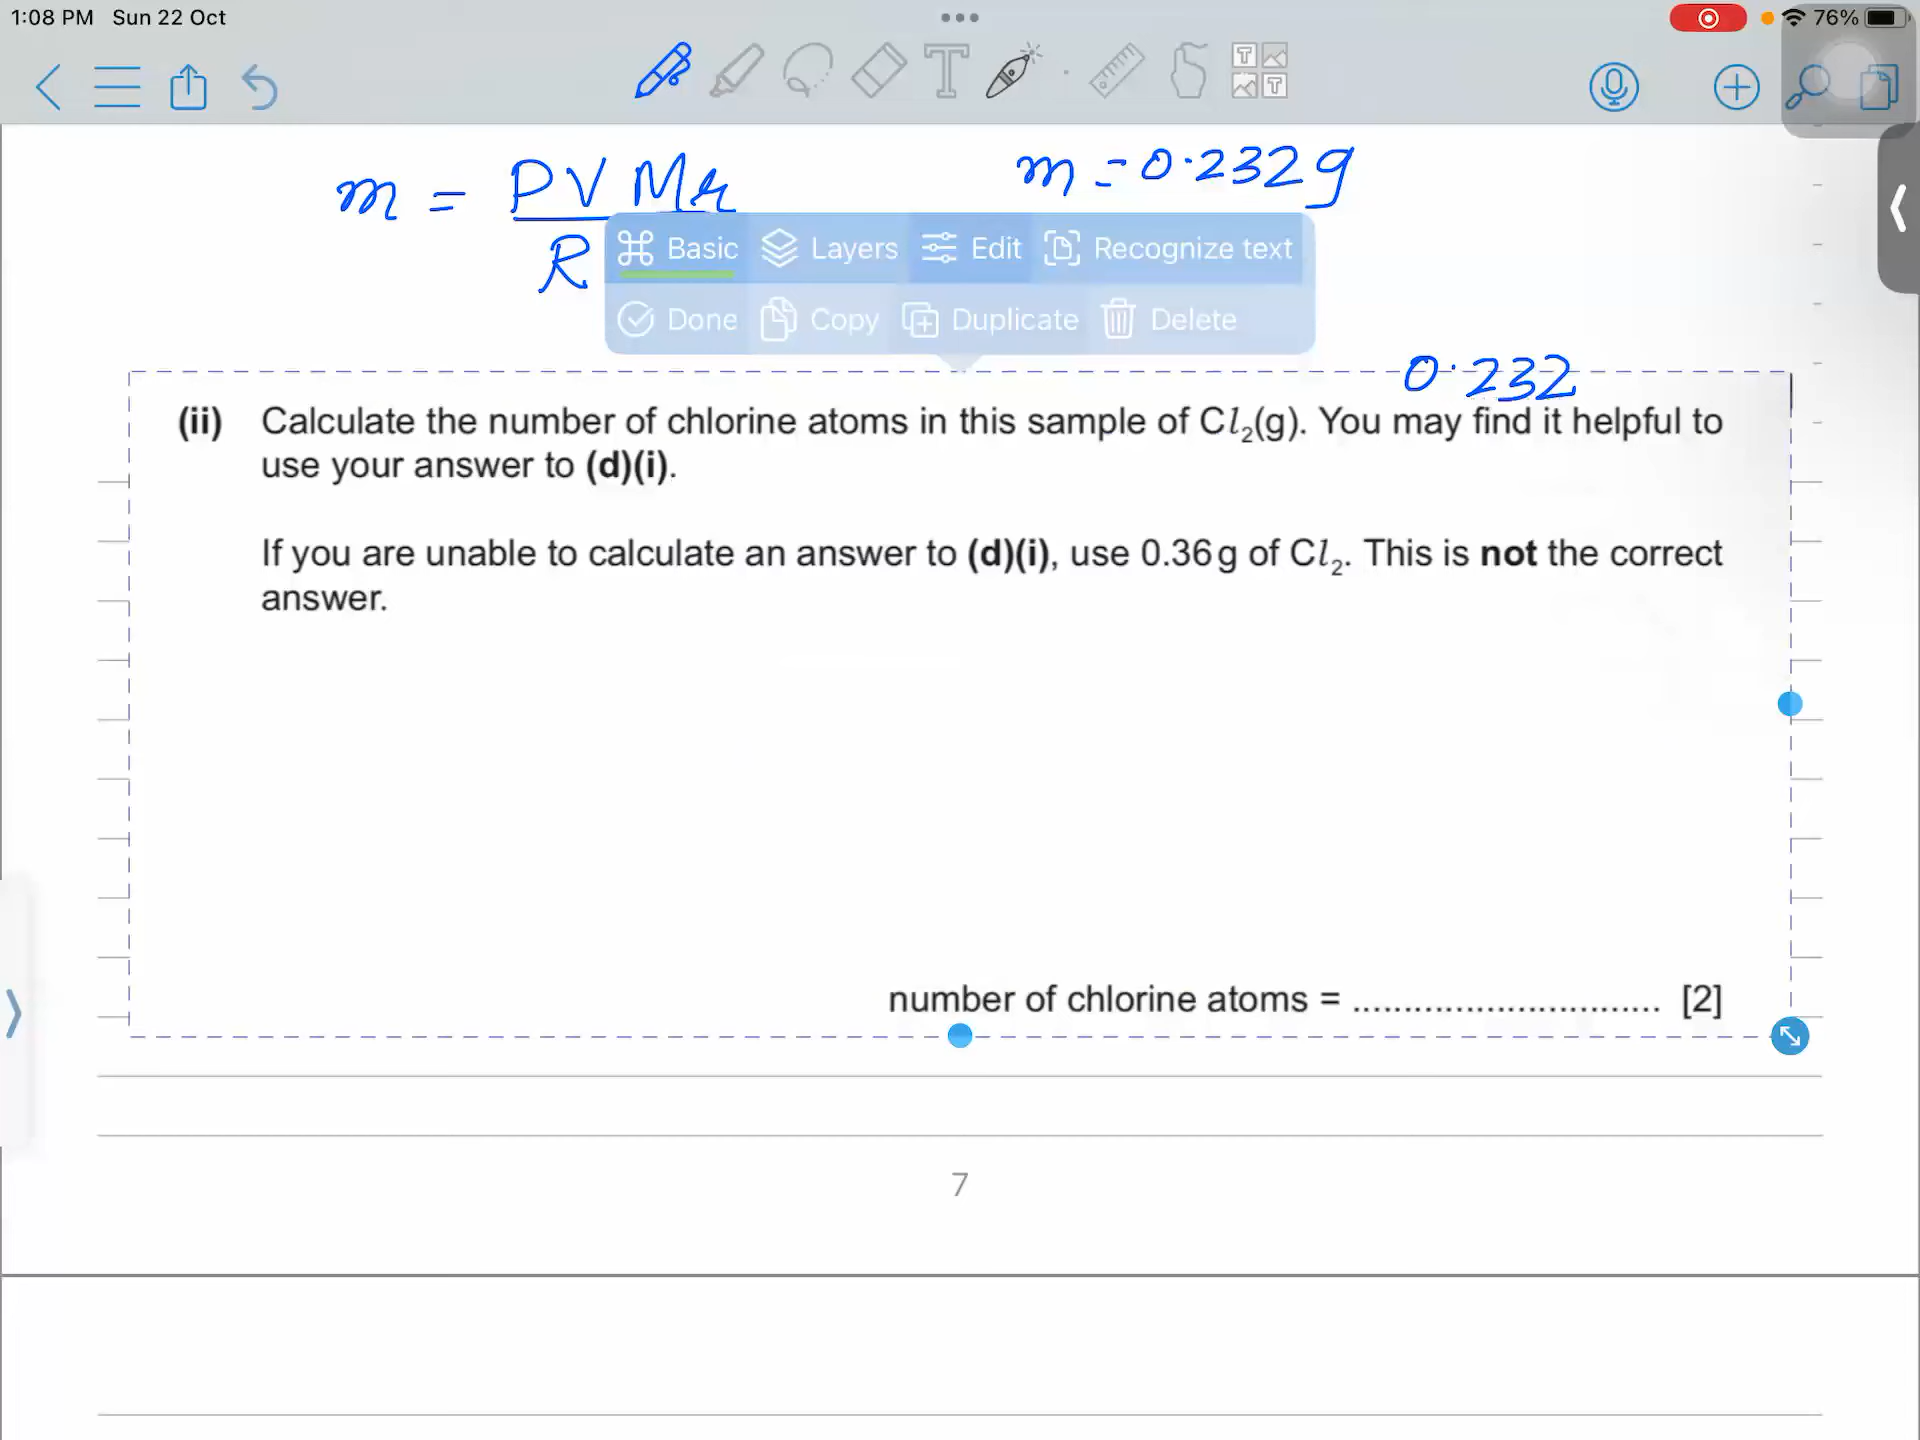 1:08 PM Sun 22 Oct
76%
m = PVMr
R
m = 0.232g
Basic Layers Edit Recognize text
Done Copy Duplicate Delete
0.232
(ii) Calculate the number of chlorine atoms in this sample of Cl₂(g). You may find it helpful to
use your answer to (d)(i).
If you are unable to calculate an answer to (d)(i), use 0.36g of Cl₂. This is not the correct
answer.
number of chlorine atoms = .............................. [2]
7